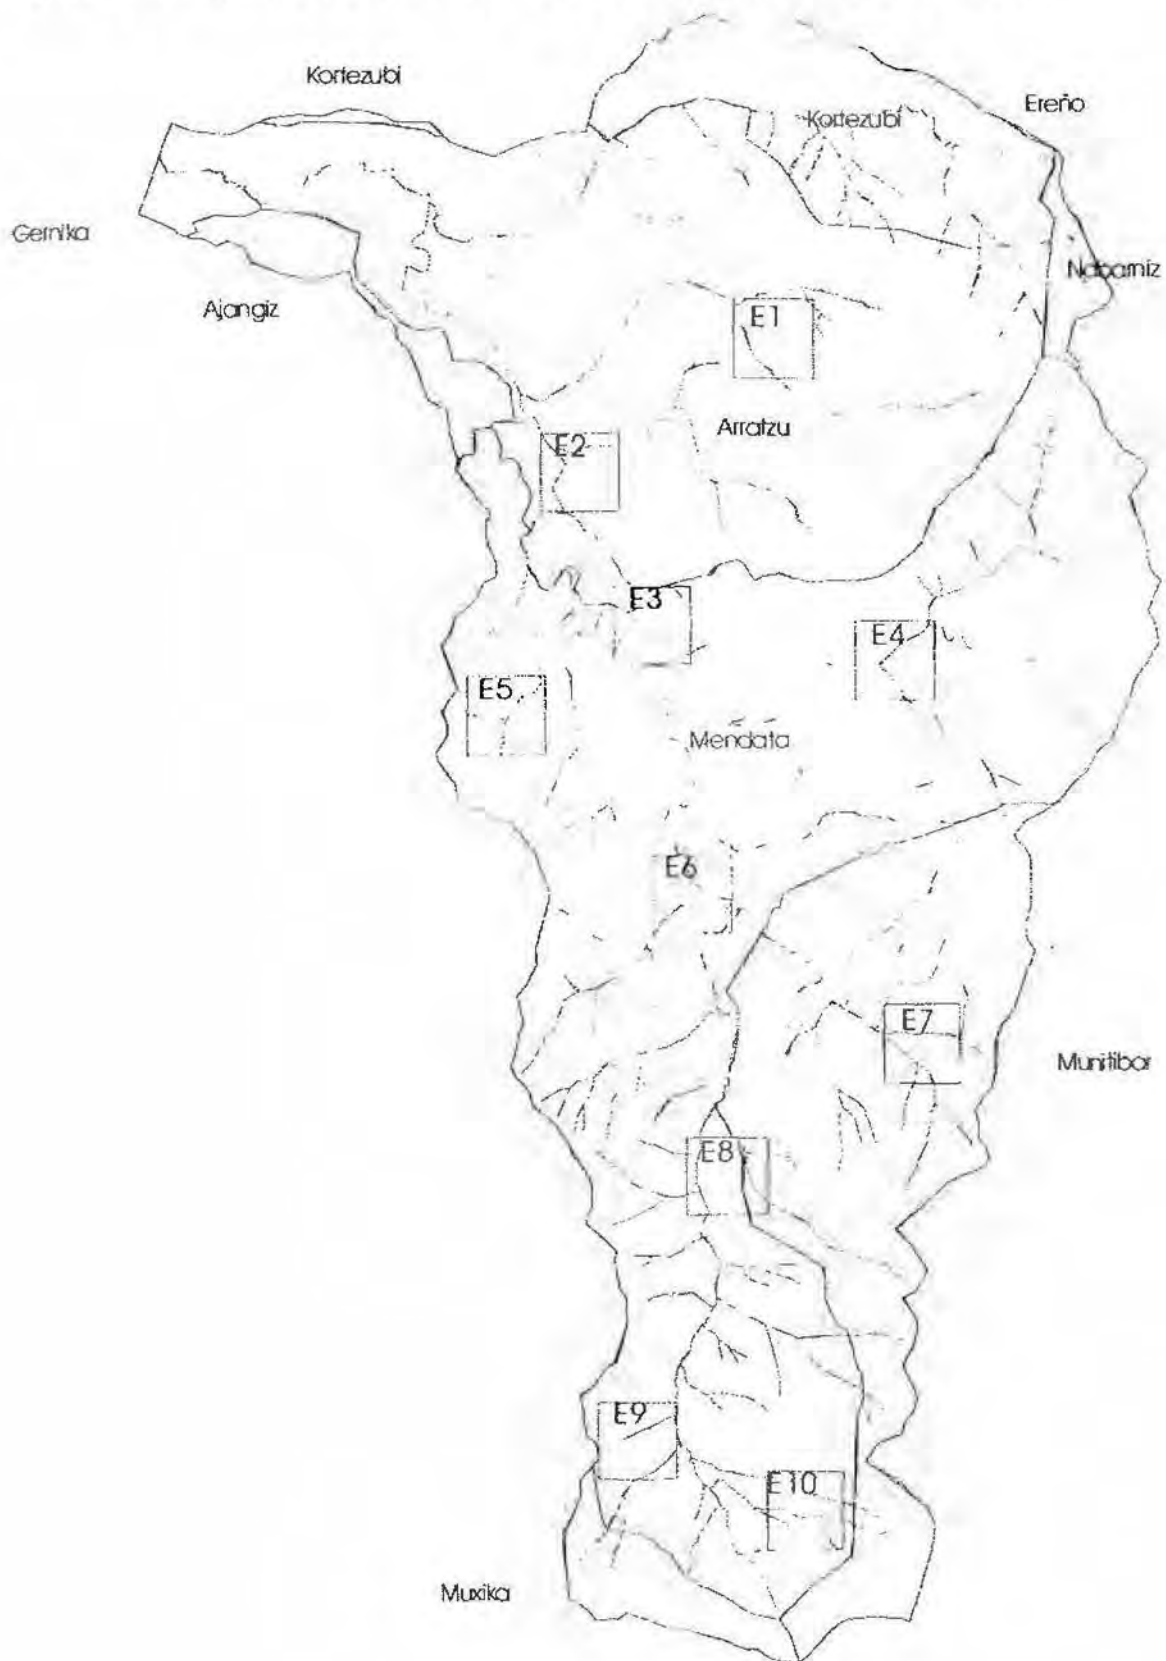 Kortezubi
Ereño
Kortezubi
Gernika
Nabarniz
Ajangiz
E1
Arratzu
E2
E3
E4
E5
Mendata
E6
E7
Munitibar
E8
E9
E10
Muxika